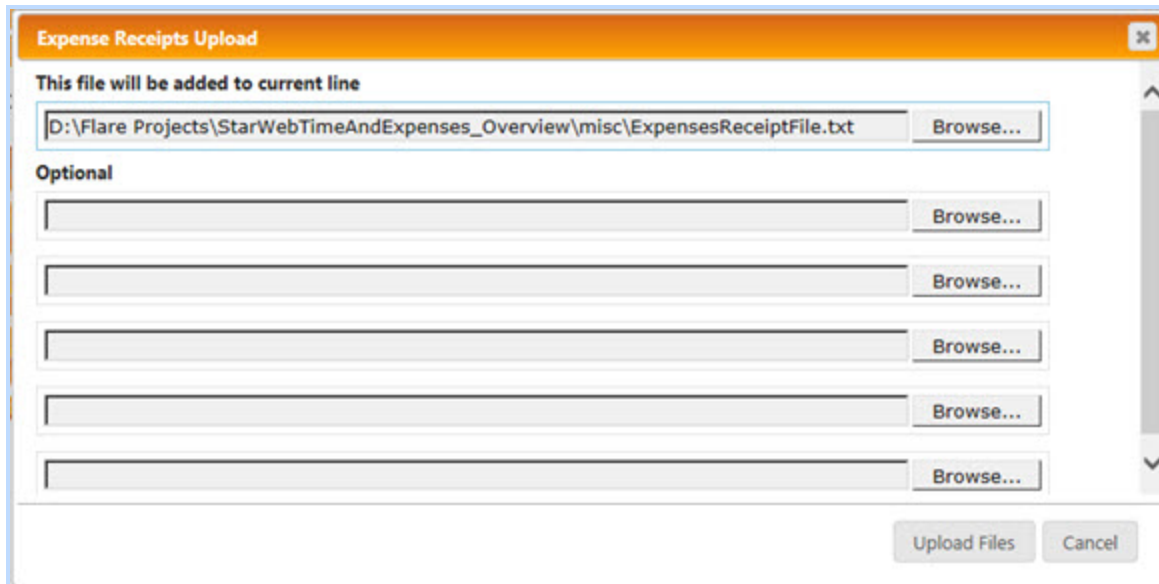 Expense Receipts Upload
This file will be added to current line
D:\Flare Projects\StarWebTimeAndExpenses_Overview\misc\ExpensesReceiptFile.txt Browse...
Optional
Browse...
Browse...
Browse...
Browse...
Browse...
Upload Files Cancel